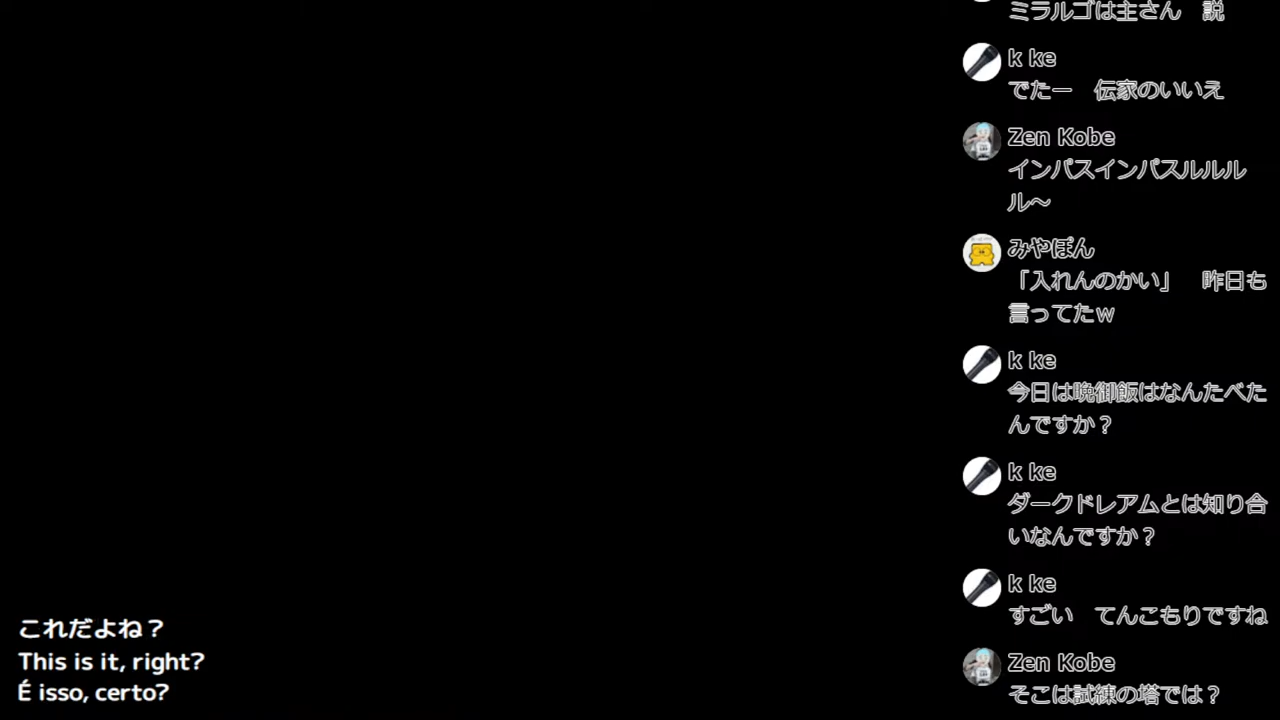 ミラルゴは主さん　説
k ke
でたー　伝家のいいえ
Zen Kobe
インパスインパスルルル
ル〜
みやぽん
「入れんのかい」　昨日も
言ってたｗ
k ke
今日は晩御飯はなんたべた
んですか？
k ke
ダークドレアムとは知り合
いなんですか？
k ke
すごい　てんこもりですね
Zen Kobe
そこは試練の塔では？
これだよね？
This is it, right?
É isso, certo?